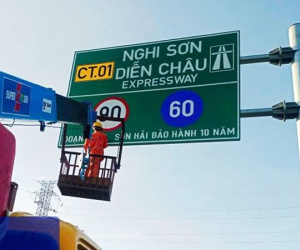 NGHI SƠN
CT.01 DIỄN CHÂU
EXPRESSWAY
90 60
SƠN HẢI BẢO HÀNH 10 NĂM